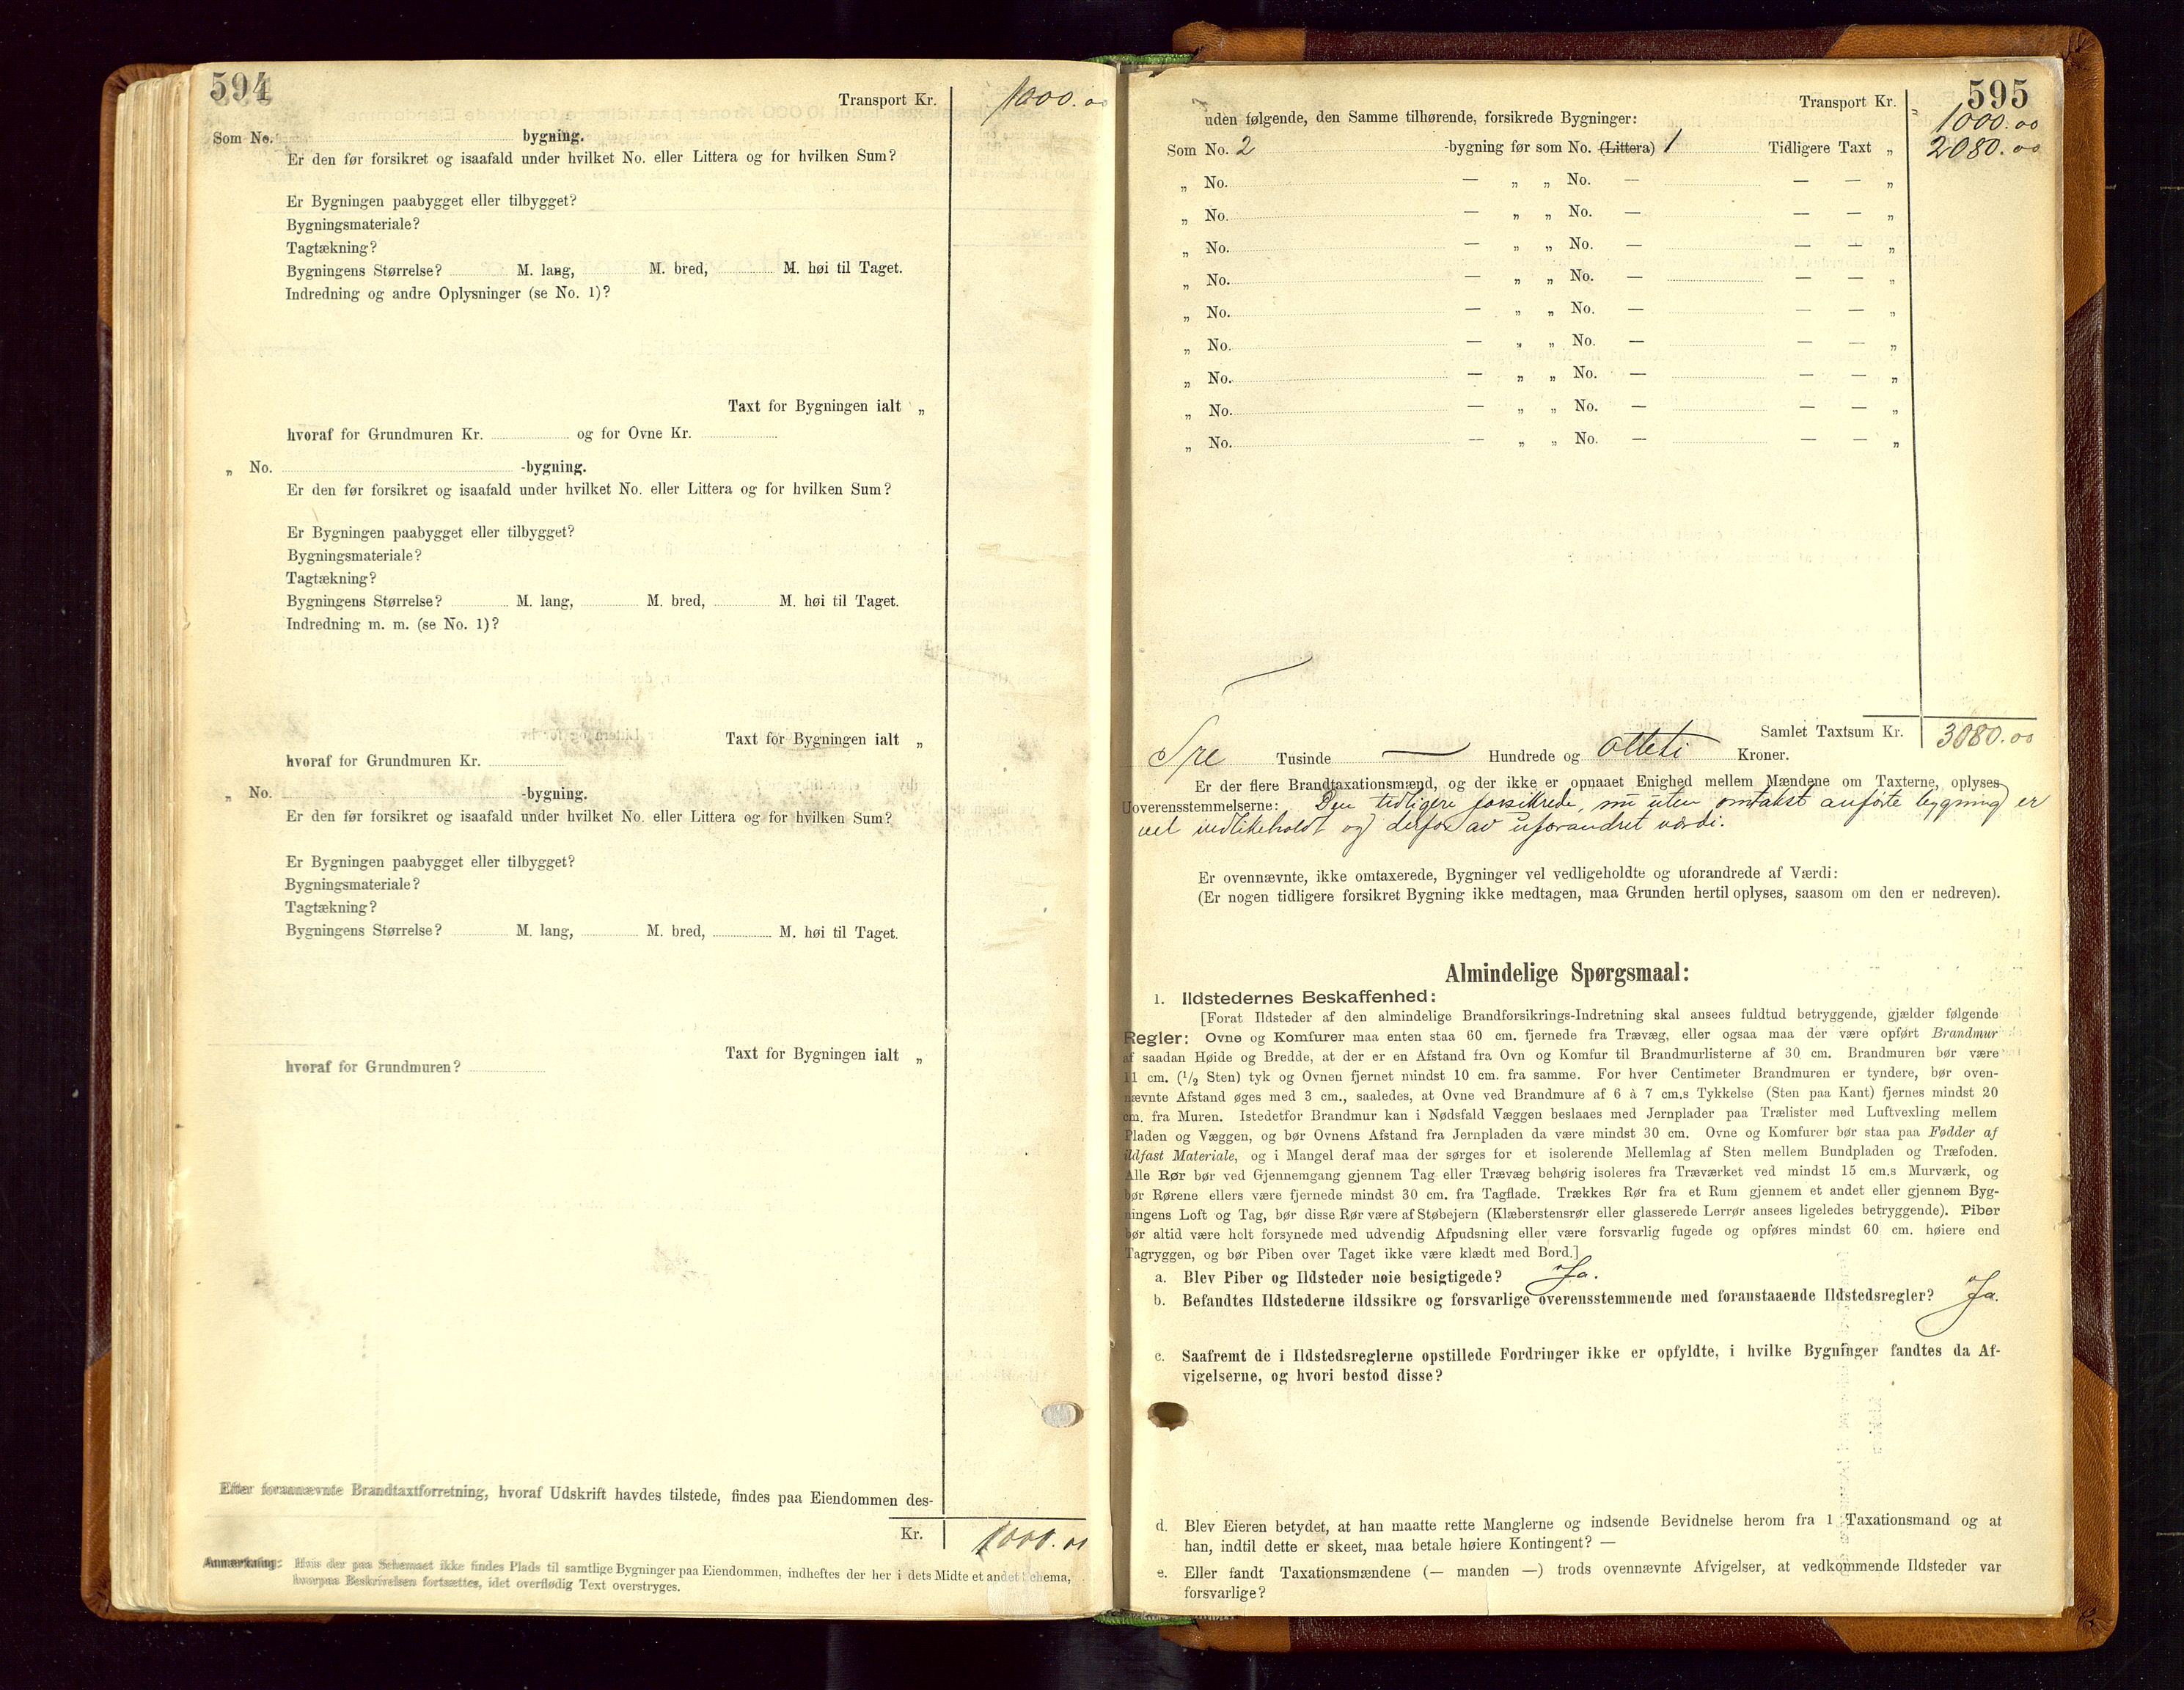 594
Transport Kr. 1000.00
Som No. bygning.
Er den før forsikret og isaafald under hvilket No. eller Littera og for hvilken Sum?
Er Bygningen paabygget eller tilbygget?
Bygningsmateriale?
Tagtækning?
Bygningens Størrelse? M. lang, M. bred, M. høi til Taget.
Indredning og andre Oplysninger (se No. 1)?
Taxt for Bygningen ialt „
hvoraf for Grundmuren Kr. og for Ovne Kr.
„ No. -bygning.
Er den før forsikret og isaafald under hvilket No. eller Littera og for hvilken Sum?
Er Bygningen paabygget eller tilbygget?
Bygningsmateriale?
Tagtækning?
Bygningens Størrelse? M. lang, M. bred, M. høi til Taget.
Indredning m. m. (se No. 1)?
Taxt for Bygningen ialt „
hvoraf for Grundmuren Kr.
„ No. -bygning.
Er den før forsikret og isaafald under hvilket No. eller Littera og for hvilken Sum?
Er Bygningen paabygget eller tilbygget?
Bygningsmateriale?
Tagtækning?
Bygningens Størrelse? M. lang, M. bred, M. høi til Taget.
Taxt for Bygningen ialt „
hvoraf for Grundmuren?
Efter forannævnte Brandtaxtforretning, hvoraf Udskrift havdes tilstede, findes paa Eiendommen des-
Kr. 1000.00
Anmærkning: Hvis der paa Schemaet ikke findes Plads til samtlige Bygninger paa Eiendommen, indheftes der her i dets Midte et andet Schema,
hvorpaa Beskrivelsen fortsættes, idet overflødig Text overstryges.
595
Transport Kr. 1000.00
uden følgende, den Samme tilhørende, forsikrede Bygninger:
Som No. 2 -bygning før som No. (Littera) 1 Tidligere Taxt „ 2080.00
„ No. — „ „ No. — — — „
„ No. — „ „ No. — — — „
„ No. — „ „ No. — — — „
„ No. — „ „ No. — — — „
„ No. — „ „ No. — — — „
„ No. — „ „ No. — — — „
„ No. — „ „ No. — — — „
„ No. — „ „ No. — — — „
„ No. — „ „ No. — — — „
Samlet Taxtsum Kr. 3080.00
Tre Tusinde — Hundrede og otteti Kroner.
Er der flere Brandtaxationsmænd, og der ikke er opnaaet Enighed mellem Mændene om Taxterne, oplyses
Uoverensstemmelserne: Den tidligere forsikrede, nu uten omtakst anførte bygning er
vel vedlikeholdt og derfor av uforandret værdi.
Er ovennævnte, ikke omtaxerede, Bygninger vel vedligeholdte og uforandrede af Værdi:
(Er nogen tidligere forsikret Bygning ikke medtagen, maa Grunden hertil oplyses, saasom om den er nedreven).
Almindelige Spørgsmaal:
1. Ildstedernes Beskaffenhed:
[Forat Ildsteder af den almindelige Brandforsikrings-Indretning skal ansees fuldtud betryggende, gjælder følgende
Regler: Ovne og Komfurer maa enten staa 60 cm. fjernede fra Trævæg, eller ogsaa maa der være opført Brandmur
af saadan Høide og Bredde, at der er en Afstand fra Ovn og Komfur til Brandmurlisterne af 30 cm. Brandmuren bør være
11 cm. (1/2 Sten) tyk og Ovnen fjernet mindst 10 cm. fra samme. For hver Centimeter Brandmuren er tyndere, bør oven-
nævnte Afstand øges med 3 cm., saaledes, at Ovne ved Brandmure af 6 à 7 cm.s Tykkelse (Sten paa Kant) fjernes mindst 20
cm. fra Muren. Istedetfor Brandmur kan i Nødsfald Væggen beslaaes med Jernplader paa Trælister med Luftvexling mellem
Pladen og Væggen, og bør Ovnens Afstand fra Jernpladen da være mindst 30 cm. Ovne og Komfurer bør staa paa Fødder af
ildfast Materiale, og i Mangel deraf maa der sørges for et isolerende Mellemlag af Sten mellem Bundpladen og Træfoden.
Alle Rør bør ved Gjennemgang gjennem Tag eller Trævæg behørig isoleres fra Træværket ved mindst 15 cm.s Murværk, og
bør Rørene ellers være fjernede mindst 30 cm. fra Tagflade. Trækkes Rør fra et Rum gjennem et andet eller gjennem Byg-
ningens Loft og Tag, bør disse Rør være af Støbejern (Klæberstensrør eller glasserede Lerrør ansees ligeledes betryggende). Piber
bør altid være helt forsynede med udvendig Afpudsning eller være forsvarlig fugede og opføres mindst 60 cm. høiere end
Tagryggen, og bør Piben over Taget ikke være klædt med Bord.]
a. Blev Piber og Ildsteder nøie besigtigede? Ja.
b. Befandtes Ildstederne ildssikre og forsvarlige overensstemmende med foranstaaende Ildstedsregler? Ja.
c. Saafremt de i Ildstedsreglerne opstillede Fordringer ikke er opfyldte, i hvilke Bygninger fandtes da Af-
vigelserne, og hvori bestod disse?
d. Blev Eieren betydet, at han maatte rette Manglerne og indsende Bevidnelse herom fra 1 Taxationsmand og at
han, indtil dette er skeet, maa betale høiere Kontingent? —
e. Eller fandt Taxationsmændene (— manden —) trods ovennævnte Afvigelser, at vedkommende Ildsteder var
forsvarlige?